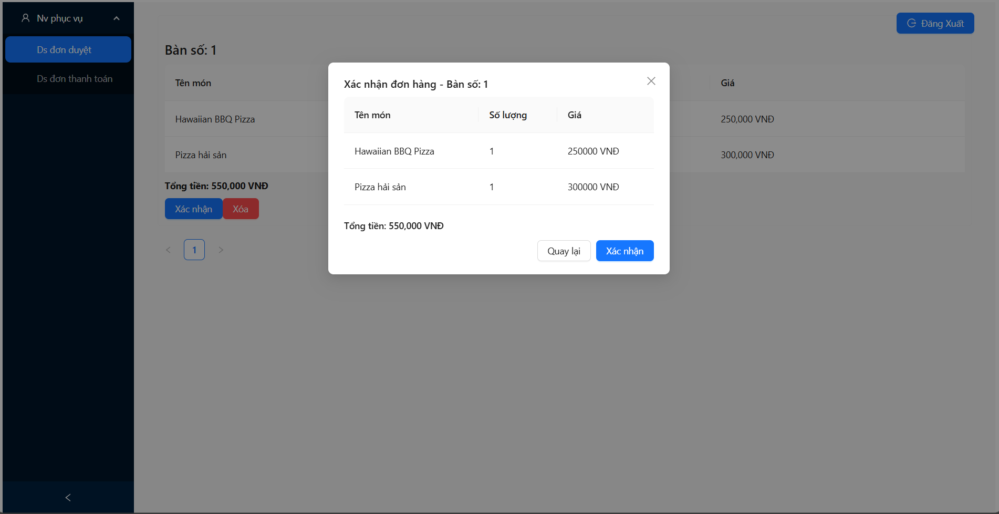 Nv phục vụ
Ds đơn duyệt
Ds đơn thanh toán
Đăng Xuất
Bàn số: 1
Tên món
Giá
Hawaiian BBQ Pizza
250,000 VNĐ
Pizza hải sản
300,000 VNĐ
Tổng tiền: 550,000 VNĐ
Xác nhận Xóa
1
Xác nhận đơn hàng - Bàn số: 1
Tên món Số lượng Giá
Hawaiian BBQ Pizza 1 250000 VNĐ
Pizza hải sản 1 300000 VNĐ
Tổng tiền: 550,000 VNĐ
Quay lại Xác nhận